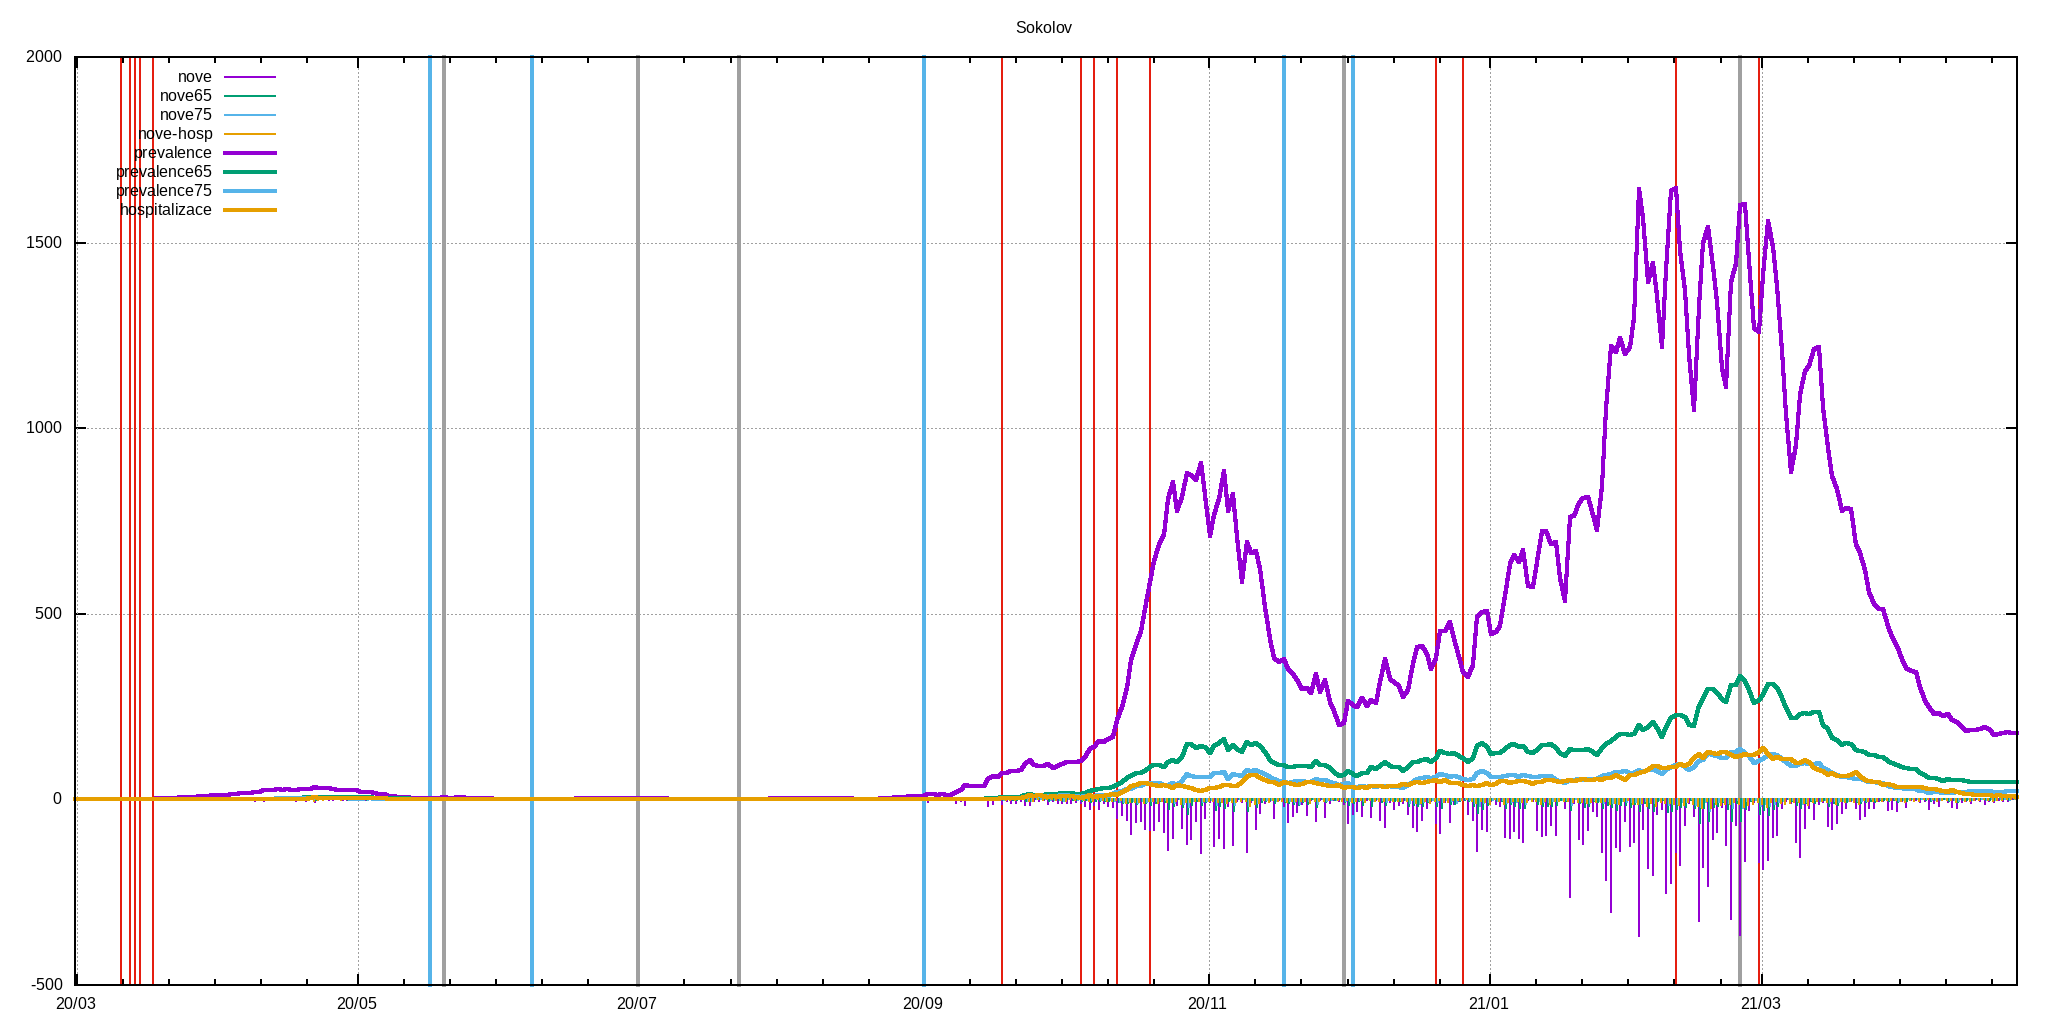 Sokolov
2000
1500
1000
500
0
-500
nove
nove65
nove75
nove-hosp
prevalence
prevalence65
prevalence75
hospitalizace
20/03 20/05 20/07 20/09 20/11 21/01 21/03